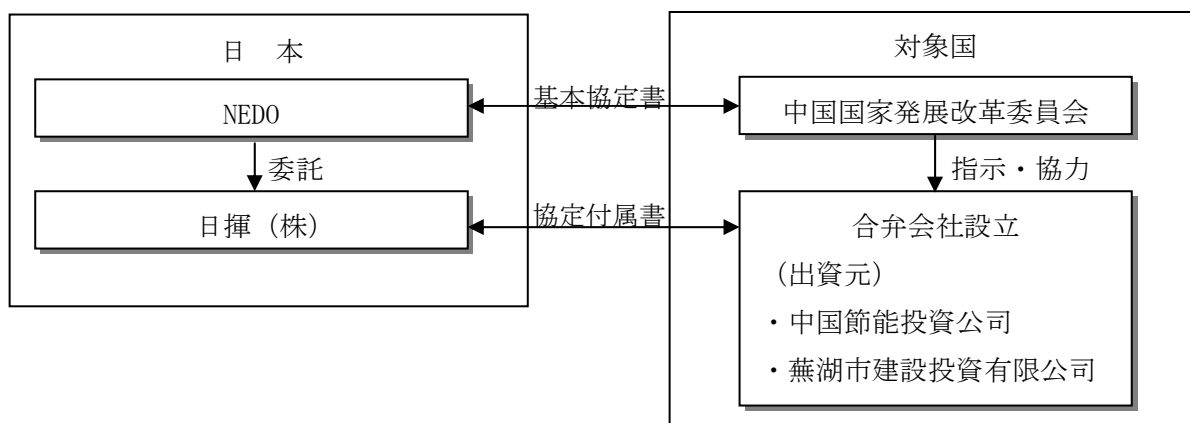 日　本
NEDO
委託
日揮（株）
基本協定書
協定付属書
対象国
中国国家発展改革委員会
指示・協力
合弁会社設立
（出資元）
・中国節能投資公司
・蕪湖市建設投資有限公司